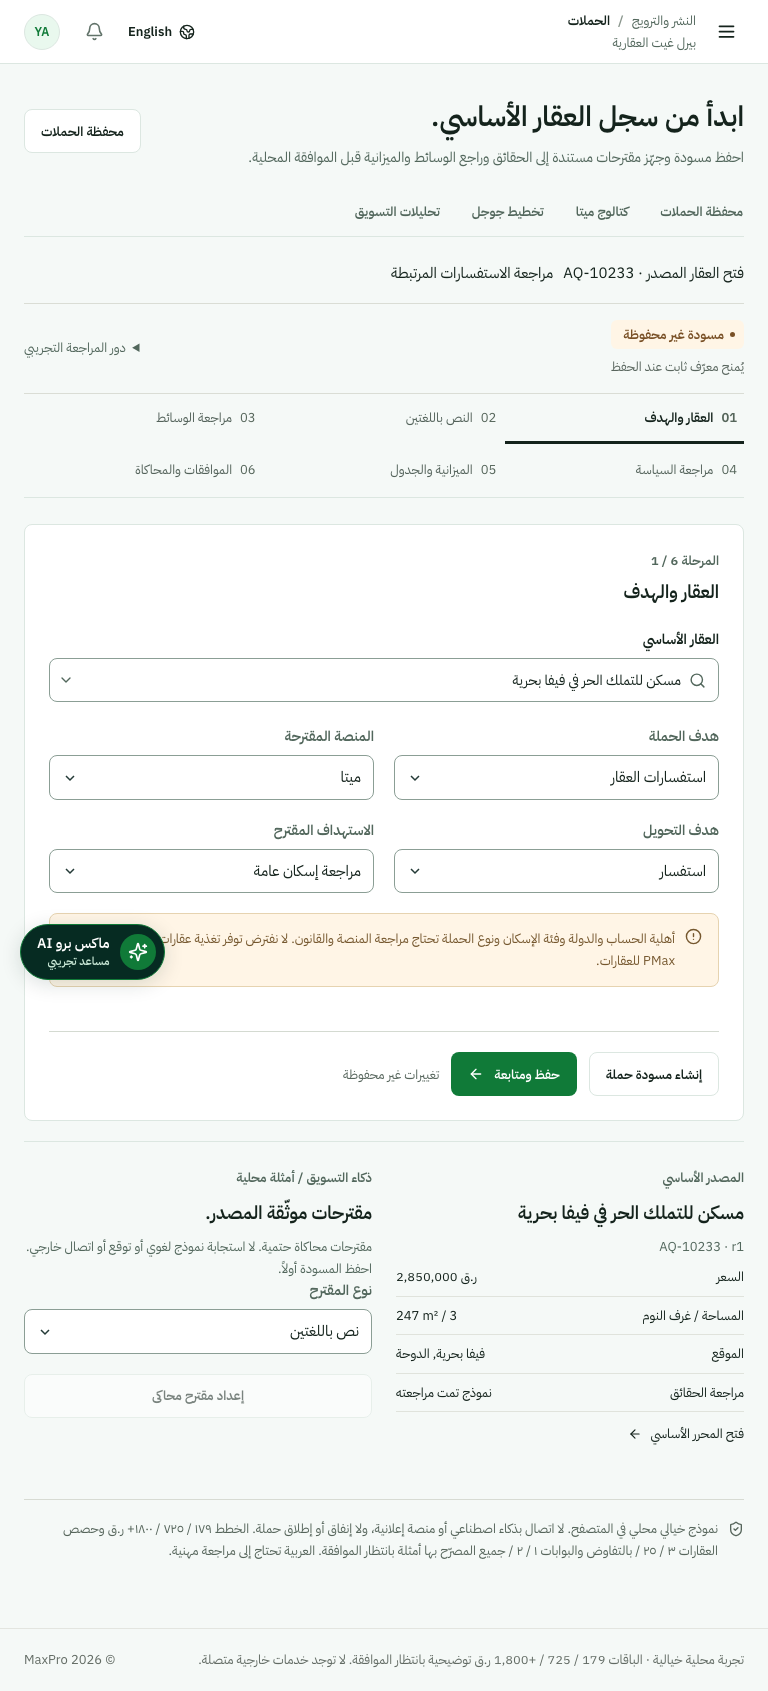 النشر والترويج / الحملات
بيرل غيت العقارية
English
YA
ابدأ من سجل العقار الأساسي.
احفظ مسودة وجهّز مقترحات مستندة إلى الحقائق وراجع الوسائط والميزانية قبل الموافقة المحلية.
محفظة الحملات
محفظة الحملات
كتالوج ميتا
تخطيط جوجل
تحليلات التسويق
فتح العقار المصدر · AQ-10233
مراجعة الاستفسارات المرتبطة
مسودة غير محفوظة
يُمنح معرّف ثابت عند الحفظ
دور المراجعة التجريبي
01 العقار والهدف
02 النص باللغتين
03 مراجعة الوسائط
04 مراجعة السياسة
05 الميزانية والجدول
06 الموافقات والمحاكاة
المرحلة 6 / 1
العقار والهدف
العقار الأساسي
مسكن للتملك الحر في فيفا بحرية
هدف الحملة
المنصة المقترحة
استفسارات العقار
ميتا
هدف التحويل
الاستهداف المقترح
استفسار
مراجعة إسكان عامة
أهلية الحساب والدولة وفئة الإسكان ونوع الحملة تحتاج مراجعة المنصة والقانون. لا نفترض توفر تغذية عقارات
PMax للعقارات.
ماكس برو AI
مساعد تجريبي
إنشاء مسودة حملة
حفظ ومتابعة
تغييرات غير محفوظة
المصدر الأساسي
مسكن للتملك الحر في فيفا بحرية
AQ-10233 · r1
السعر
2,850,000 ر.ق
المساحة / غرف النوم
247 m² / 3
الموقع
فيفا بحرية, الدوحة
مراجعة الحقائق
نموذج تمت مراجعته
فتح المحرر الأساسي
ذكاء التسويق / أمثلة محلية
مقترحات موثّقة المصدر.
مقترحات محاكاة حتمية. لا استجابة نموذج لغوي أو توقع أو اتصال خارجي.
احفظ المسودة أولاً.
نوع المقترح
نص باللغتين
إعداد مقترح محاكى
نموذج خيالي محلي في المتصفح. لا اتصال بذكاء اصطناعي أو منصة إعلانية، ولا إنفاق أو إطلاق حملة. الخطط ١٧٩ / ٧٢٥ / ١٨٠٠+ ر.ق وحصص
العقارات ٣ / ٢٥ / بالتفاوض والبوابات ١ / ٢ / جميع المصرّح بها أمثلة بانتظار الموافقة. العربية تحتاج إلى مراجعة مهنية.
تجربة محلية خيالية · الباقات 179 / 725 / +1,800 ر.ق توضيحية بانتظار الموافقة. لا توجد خدمات خارجية متصلة.
© 2026 MaxPro